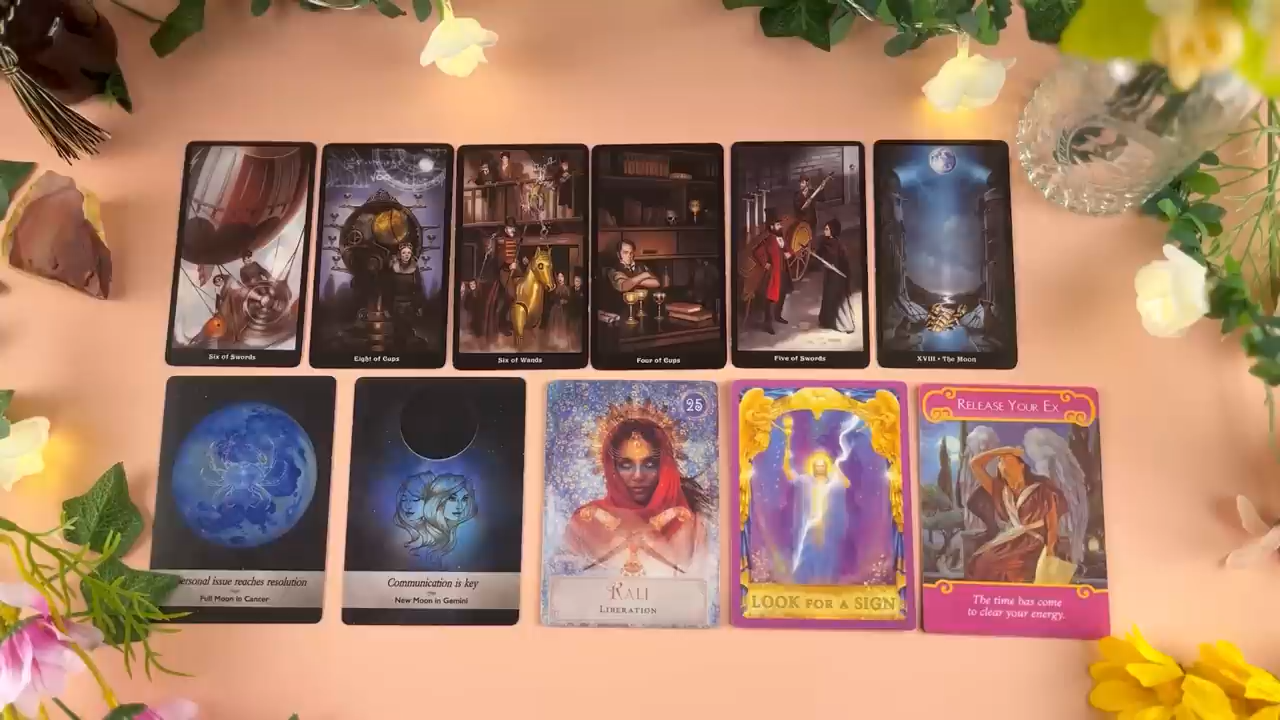 Six of Swords
Eight of Cups
Six of Wands
Four of Cups
Five of Swords
XVIII • The Moon
Personal issue reaches resolution
Full Moon in Cancer
Communication is key
New Moon in Gemini
25
KALI
LIBERATION
LOOK FOR A SIGN
RELEASE YOUR EX
The time has come
to clear your energy.